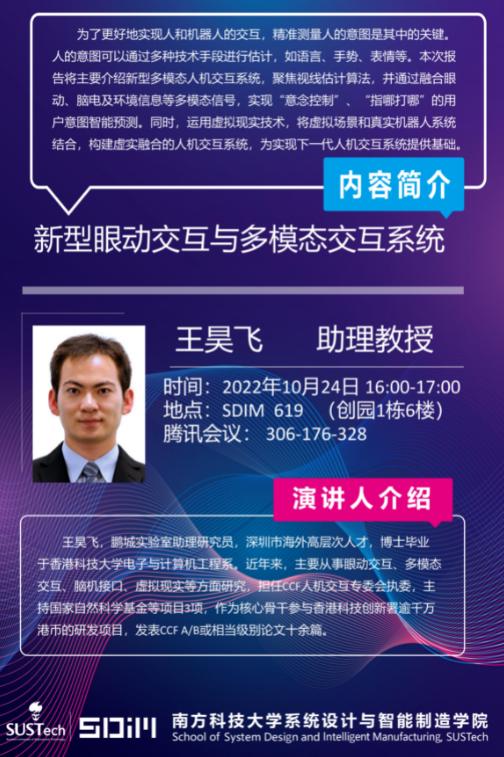 为了更好地实现人和机器人的交互，精准测量人的意图是其中的关键。
人的意图可以通过多种技术手段进行估计，如语言、手势、表情等。本次报
告将主要介绍新型多模态人机交互系统，聚焦视线估计算法，并通过融合眼
动、脑电及环境信息等多模态信号，实现“意念控制”、“指哪打哪”的用
户意图智能预测。同时，运用虚拟现实技术，将虚拟场景和真实机器人系统
结合，构建虚实融合的人机交互系统，为实现下一代人机交互系统提供基础。
内容简介
新型眼动交互与多模态交互系统
王昊飞 助理教授
时间：2022年10月24日 16:00-17:00
地点：SDIM 619 （创园1栋6楼）
腾讯会议： 306-176-328
演讲人介绍
王昊飞，鹏城实验室助理研究员，深圳市海外高层次人才，博士毕业
于香港科技大学电子与计算机工程系。近年来，主要从事眼动交互、多模态
交互、脑机接口、虚拟现实等方面研究，担任CCF人机交互专委会执委，主
持国家自然科学基金等项目3项，作为核心骨干参与香港科技创新署逾千万
港币的研发项目，发表CCF A/B或相当级别论文十余篇。
SUSTech SDIM 南方科技大学系统设计与智能制造学院
School of System Design and Intelligent Manufacturing, SUSTech